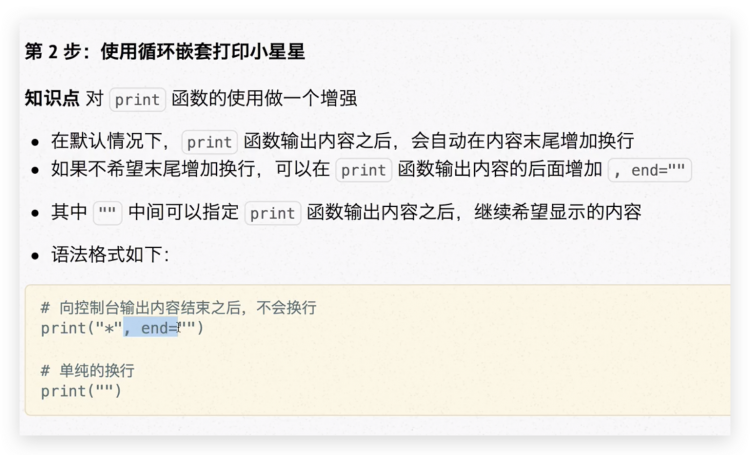 第 2 步：使用循环嵌套打印小星星
知识点 对 print 函数的使用做一个增强
在默认情况下，print 函数输出内容之后，会自动在内容末尾增加换行
如果不希望末尾增加换行，可以在 print 函数输出内容的后面增加 , end=""
其中 "" 中间可以指定 print 函数输出内容之后，继续希望显示的内容
语法格式如下：
# 向控制台输出内容结束之后，不会换行
print("*", end="")
# 单纯的换行
print("")